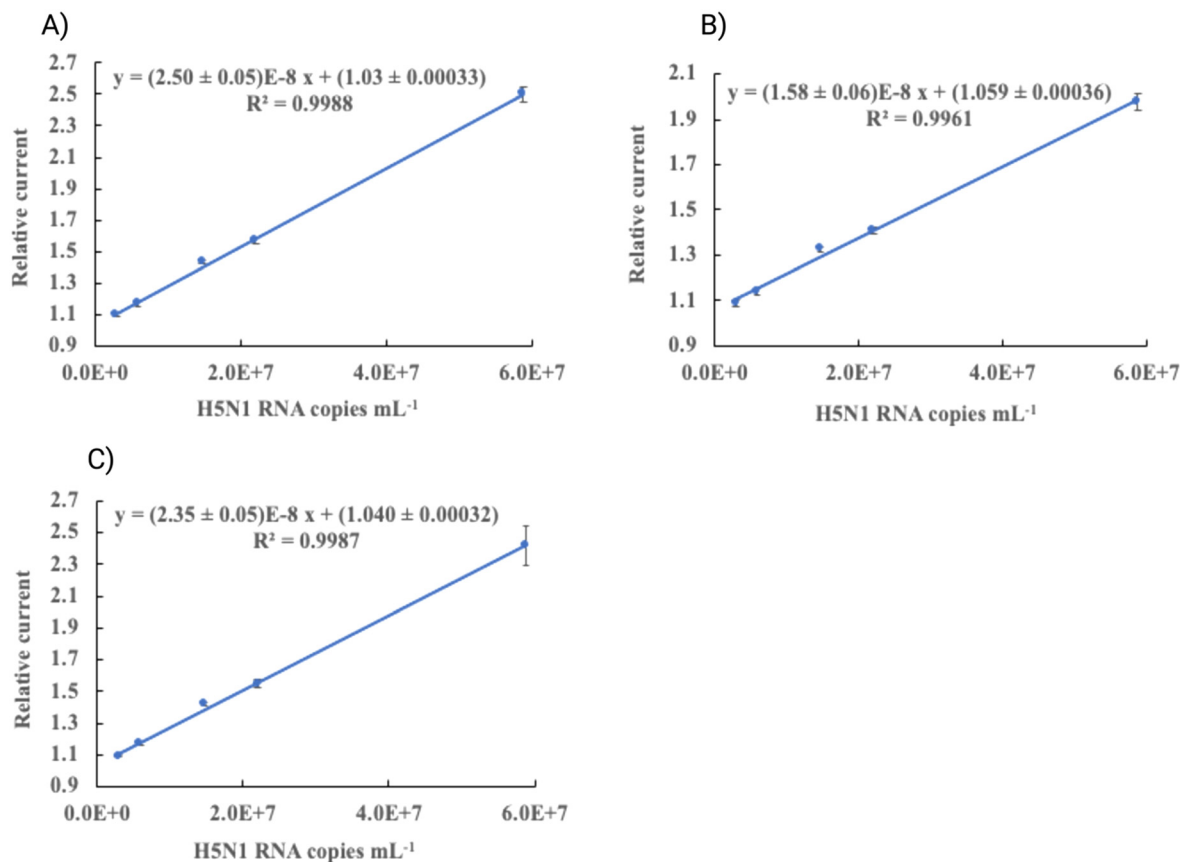 A)
y = (2.50 ± 0.05)E-8 x + (1.03 ± 0.00033)
R² = 0.9988
Relative current
2.7
2.5
2.3
2.1
1.9
1.7
1.5
1.3
1.1
0.9
0.0E+0 2.0E+7 4.0E+7 6.0E+7
H5N1 RNA copies mL⁻¹
B)
y = (1.58 ± 0.06)E-8 x + (1.059 ± 0.00036)
R² = 0.9961
Relative current
2.1
1.9
1.7
1.5
1.3
1.1
0.9
0.0E+0 2.0E+7 4.0E+7 6.0E+7
H5N1 RNA copies mL⁻¹
C)
y = (2.35 ± 0.05)E-8 x + (1.040 ± 0.00032)
R² = 0.9987
Relative current
2.7
2.5
2.3
2.1
1.9
1.7
1.5
1.3
1.1
0.9
0.0E+0 2.0E+7 4.0E+7 6.0E+7
H5N1 RNA copies mL⁻¹